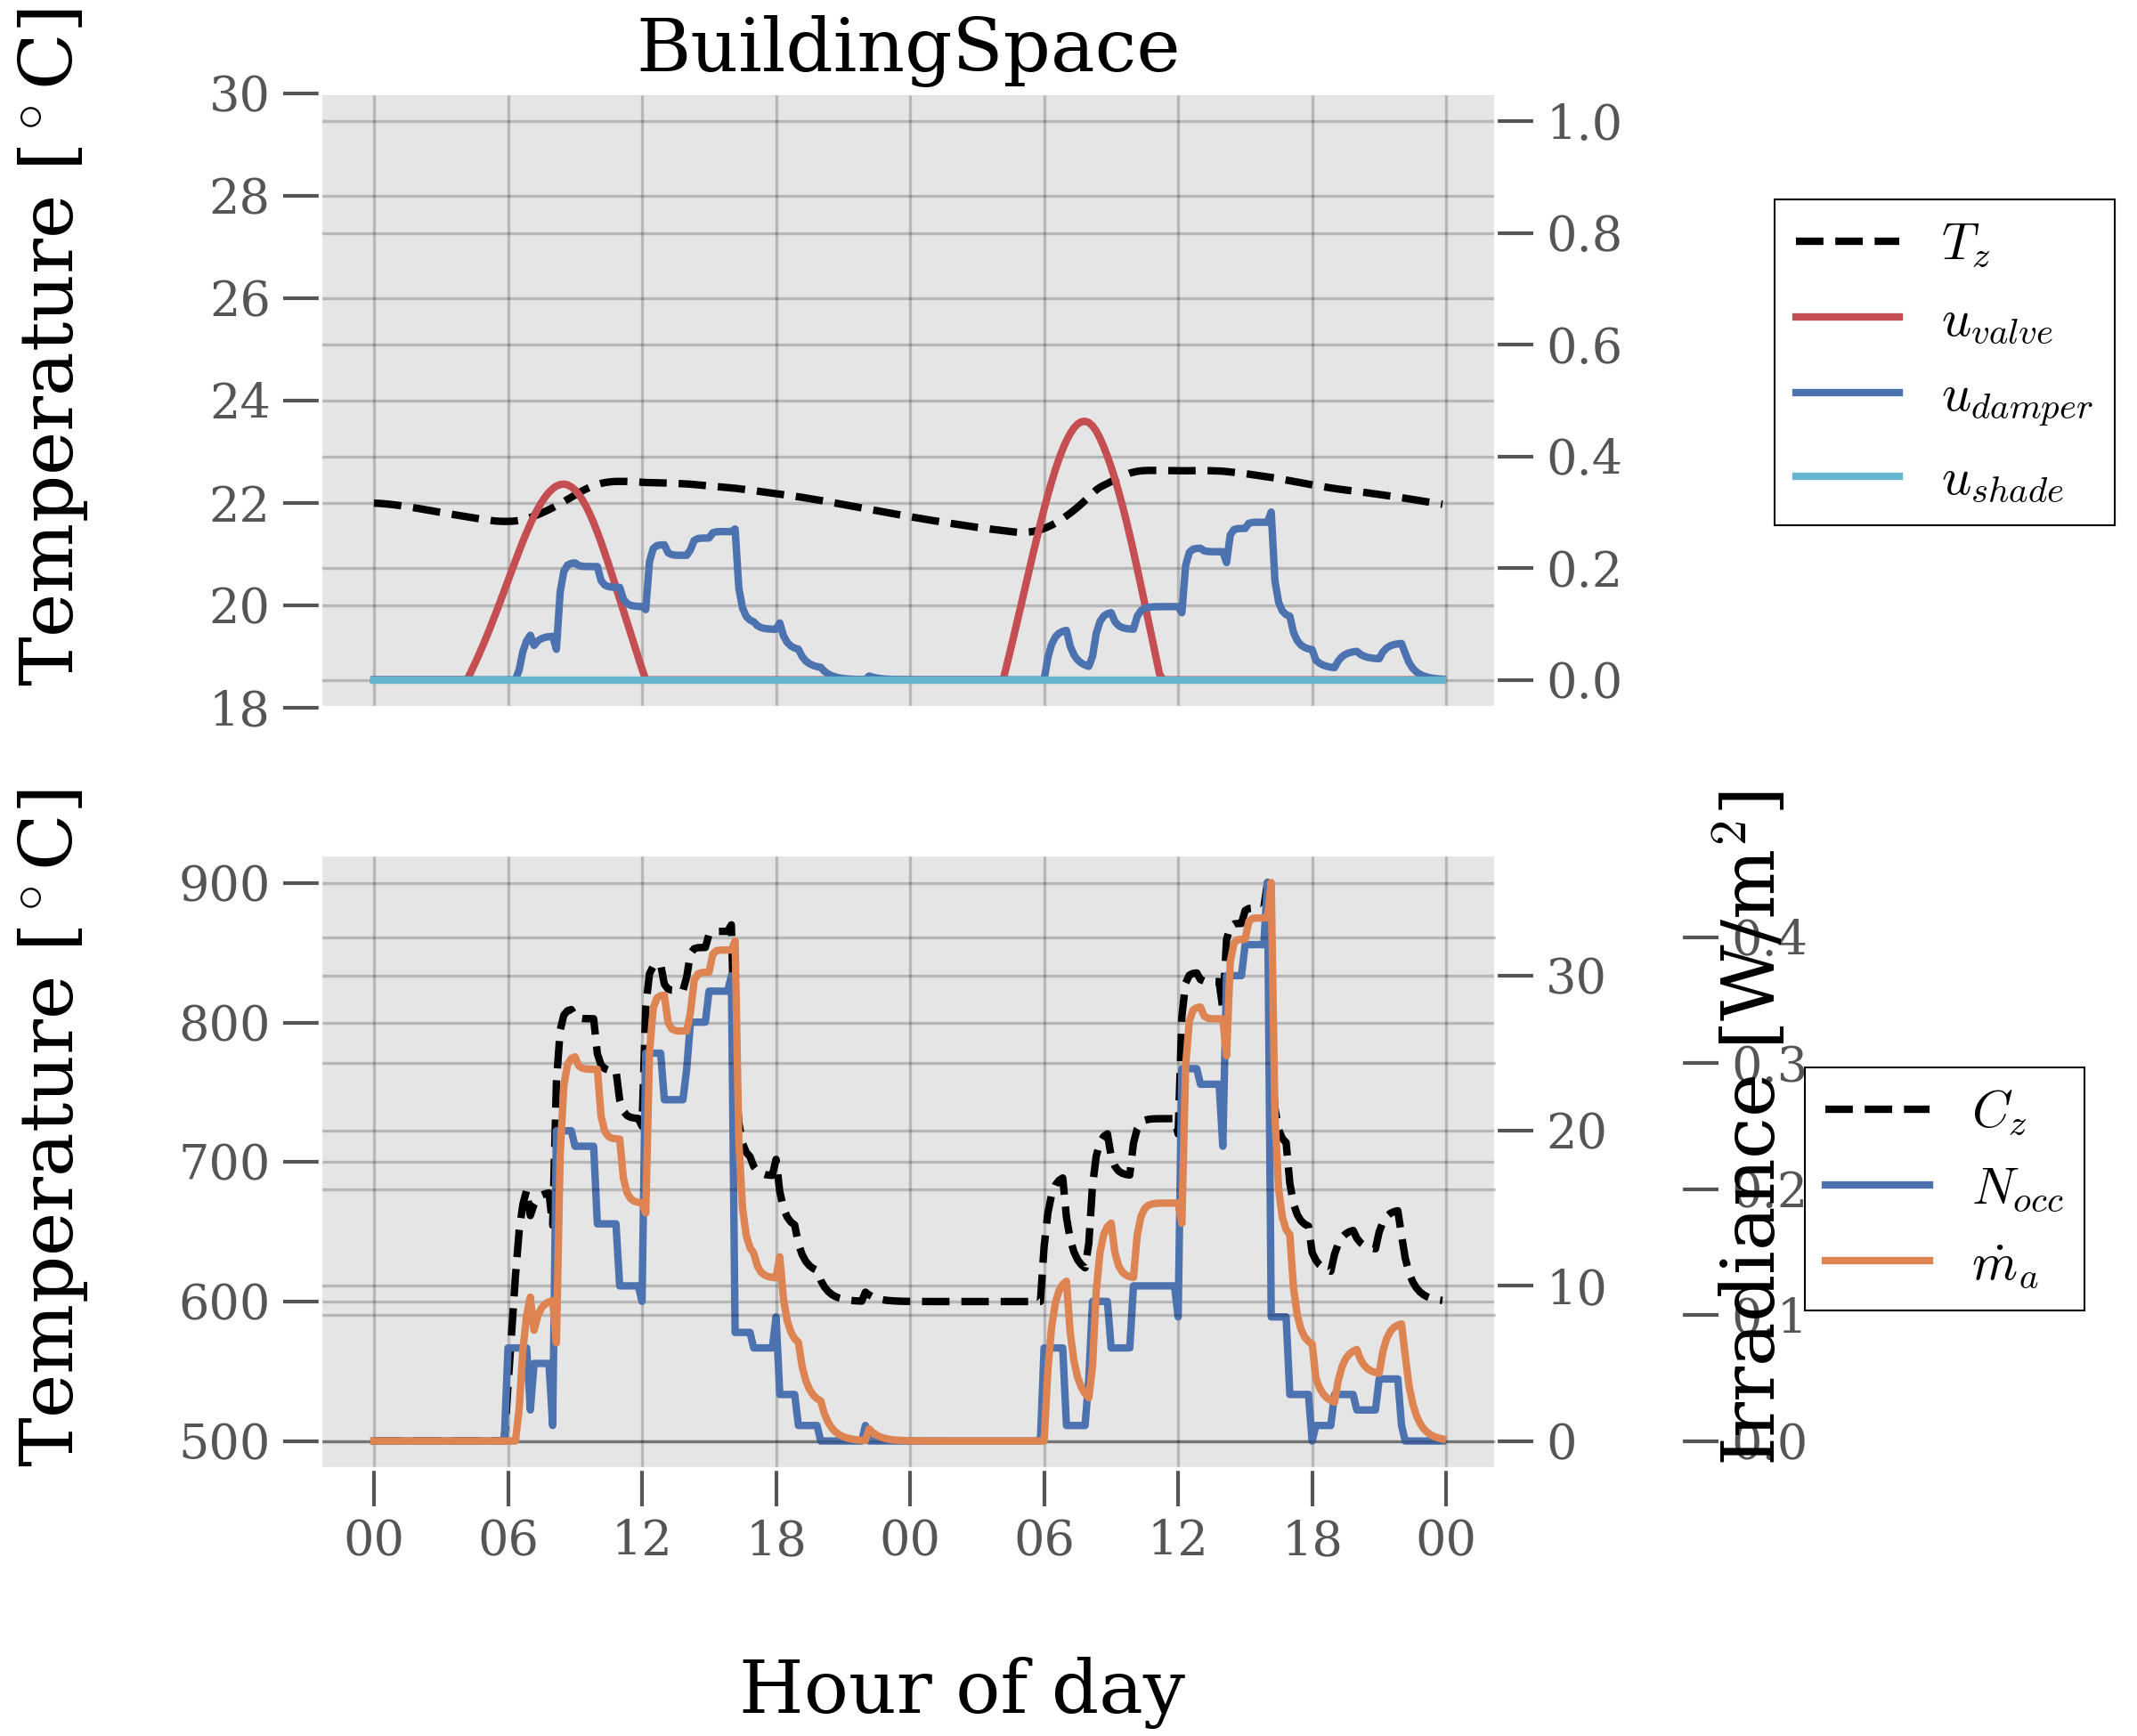 BuildingSpace
Temperature [°C]
30
28
26
24
22
20
18
1.0
0.8
0.6
0.4
0.2
0.0
T_z
u_valve
u_damper
u_shade
Temperature [°C]
900
800
700
600
500
30
20
10
0
0.4
0.3
0.2
0.1
0.0
Irradiance [W/m²]
C_z
N_occ
ṁ_a
00 06 12 18 00 06 12 18 00
Hour of day